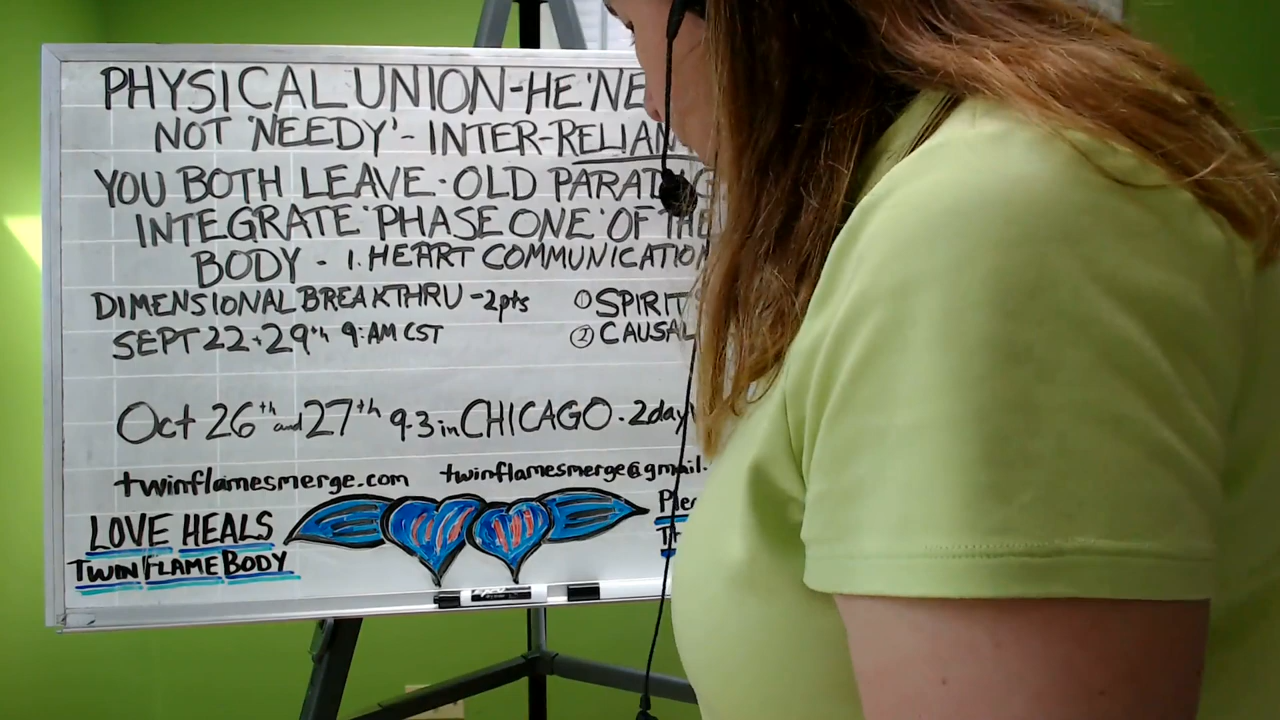 PHYSICAL UNION-HE 'NE
NOT 'NEEDY' - INTER-RELIAN
YOU BOTH LEAVE · OLD PARADIG
INTEGRATE 'PHASE ONE' OF THE
BODY - 1. HEART COMMUNICATION
DIMENSIONAL BREAKTHRU - 2pts ① SPIRIT
SEPT 22 + 29th 9:AM CST ② CAUSAL
Oct 26th and 27th 9-3 in CHICAGO - 2day
twinflamesmerge.com twinflamesmerge@gmail.
LOVE HEALS
TWIN FLAME BODY